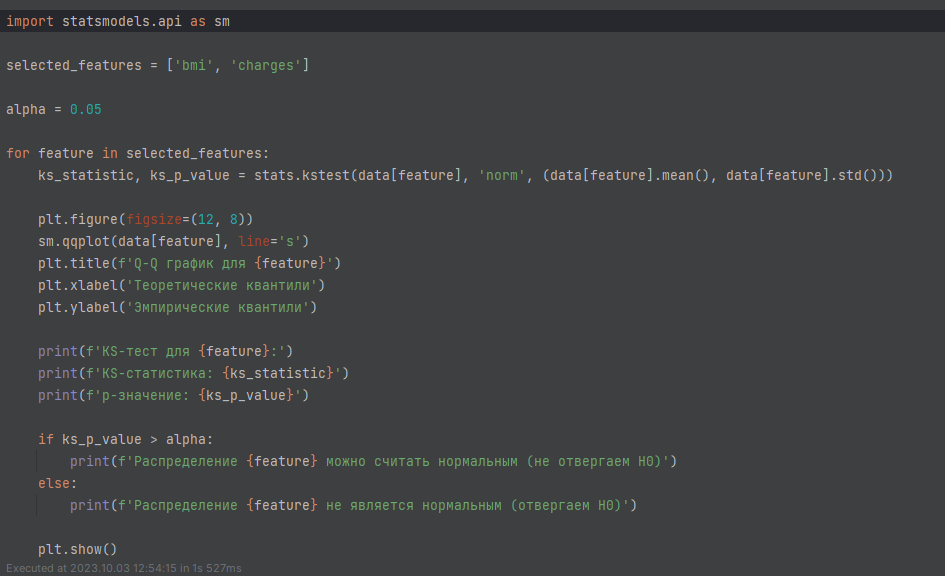 import statsmodels.api as sm
selected_features = ['bmi', 'charges']
alpha = 0.05
for feature in selected_features:
    ks_statistic, ks_p_value = stats.kstest(data[feature], 'norm', (data[feature].mean(), data[feature].std()))
    plt.figure(figsize=(12, 8))
    sm.qqplot(data[feature], line='s')
    plt.title(f'Q-Q график для {feature}')
    plt.xlabel('Теоретические квантили')
    plt.ylabel('Эмпирические квантили')
    print(f'KS-тест для {feature}:')
    print(f'KS-статистика: {ks_statistic}')
    print(f'p-значение: {ks_p_value}')
    if ks_p_value > alpha:
        print(f'Распределение {feature} можно считать нормальным (не отвергаем H0)')
    else:
        print(f'Распределение {feature} не является нормальным (отвергаем H0)')
    plt.show()
Executed at 2023.10.03 12:54:15 in 1s 527ms